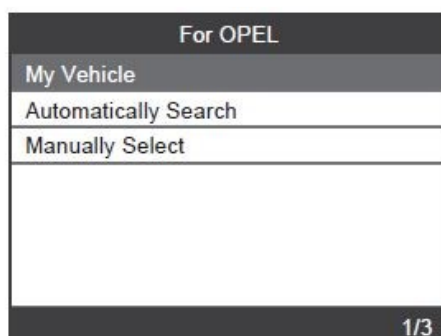 For OPEL
My Vehicle
Automatically Search
Manually Select
1/3